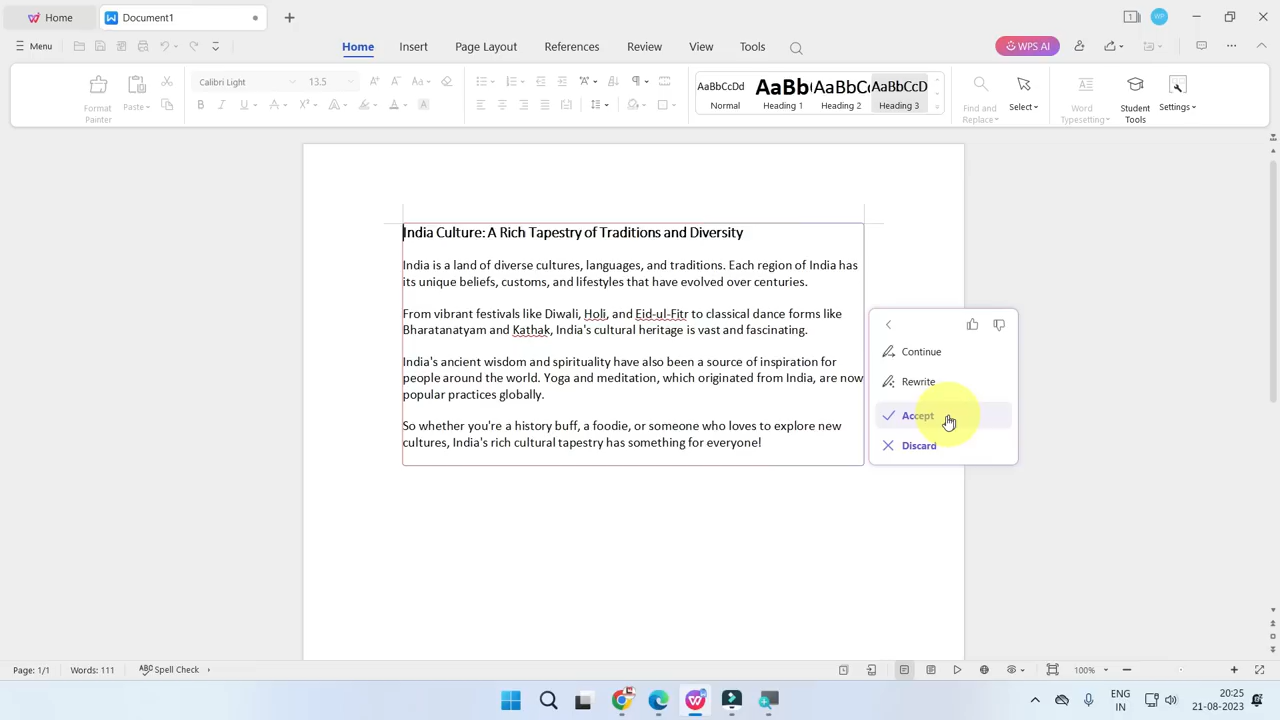 Home
Document1
1
WP
Menu
Home
Insert
Page Layout
References
Review
View
Tools
WPS AI
Format
Painter
Paste
Calibri Light
13.5
AaBbCcDd
Normal
AaBb(
Heading 1
AaBbC(
Heading 2
AaBbCcD
Heading 3
Find and
Replace
Select
Word
Typesetting
Student
Tools
Settings
India Culture: A Rich Tapestry of Traditions and Diversity
India is a land of diverse cultures, languages, and traditions. Each region of India has
its unique beliefs, customs, and lifestyles that have evolved over centuries.
From vibrant festivals like Diwali, Holi, and Eid-ul-Fitr to classical dance forms like
Bharatanatyam and Kathak, India's cultural heritage is vast and fascinating.
India's ancient wisdom and spirituality have also been a source of inspiration for
people around the world. Yoga and meditation, which originated from India, are now
popular practices globally.
So whether you're a history buff, a foodie, or someone who loves to explore new
cultures, India's rich cultural tapestry has something for everyone!
Continue
Rewrite
Accept
Discard
Page: 1/1
Words: 111
Spell Check
100%
ENG
IN
20:25
21-08-2023